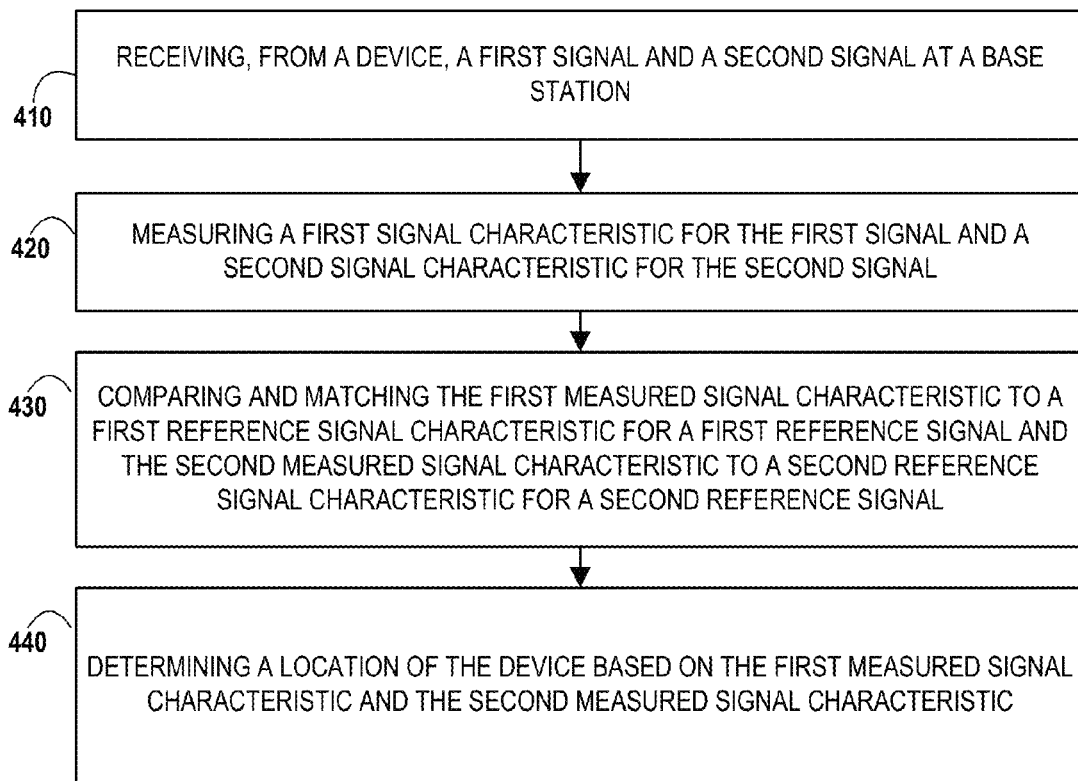 RECEIVING, FROM A DEVICE, A FIRST SIGNAL AND A SECOND SIGNAL AT A BASE
STATION
410
MEASURING A FIRST SIGNAL CHARACTERISTIC FOR THE FIRST SIGNAL AND A
SECOND SIGNAL CHARACTERISTIC FOR THE SECOND SIGNAL
420
COMPARING AND MATCHING THE FIRST MEASURED SIGNAL CHARACTERISTIC TO A
FIRST REFERENCE SIGNAL CHARACTERISTIC FOR A FIRST REFERENCE SIGNAL AND
THE SECOND MEASURED SIGNAL CHARACTERISTIC TO A SECOND REFERENCE
SIGNAL CHARACTERISTIC FOR A SECOND REFERENCE SIGNAL
430
DETERMINING A LOCATION OF THE DEVICE BASED ON THE FIRST MEASURED SIGNAL
CHARACTERISTIC AND THE SECOND MEASURED SIGNAL CHARACTERISTIC
440